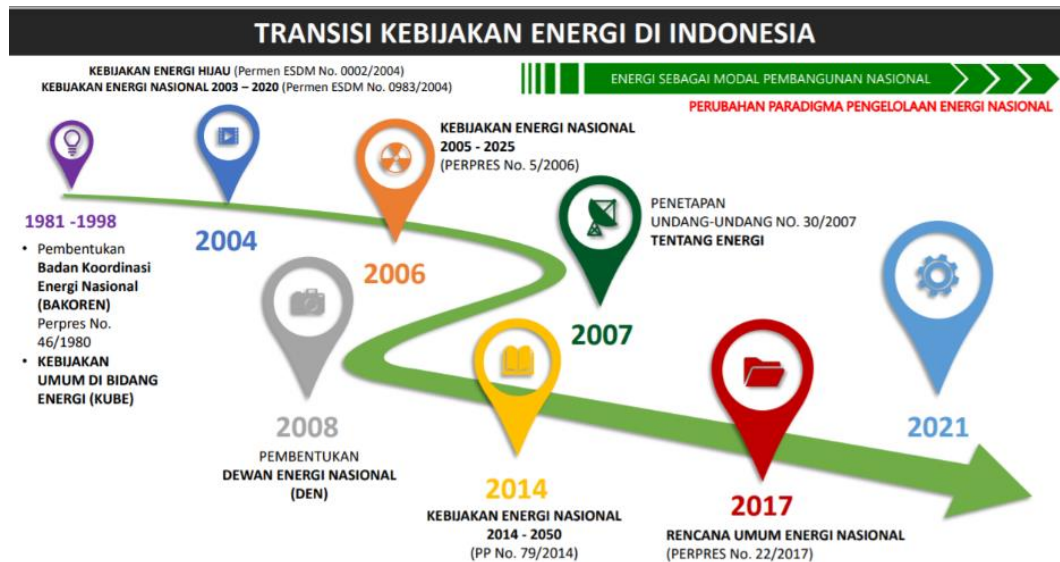 TRANSISI KEBIJAKAN ENERGI DI INDONESIA
KEBIJAKAN ENERGI HIJAU (Permen ESDM No. 0002/2004)
KEBIJAKAN ENERGI NASIONAL 2003 – 2020 (Permen ESDM No. 0983/2004)
ENERGI SEBAGAI MODAL PEMBANGUNAN NASIONAL
PERUBAHAN PARADIGMA PENGELOLAAN ENERGI NASIONAL
1981 -1998
• Pembentukan
Badan Koordinasi
Energi Nasional
(BAKOREN)
Perpres No.
46/1980
• KEBIJAKAN
UMUM DI BIDANG
ENERGI (KUBE)
2004
KEBIJAKAN ENERGI NASIONAL
2005 - 2025
(PERPRES No. 5/2006)
2006
PENETAPAN
UNDANG-UNDANG NO. 30/2007
TENTANG ENERGI
2007
2008
PEMBENTUKAN
DEWAN ENERGI NASIONAL
(DEN)
2014
KEBIJAKAN ENERGI NASIONAL
2014 - 2050
(PP No. 79/2014)
2017
RENCANA UMUM ENERGI NASIONAL
(PERPRES No. 22/2017)
2021